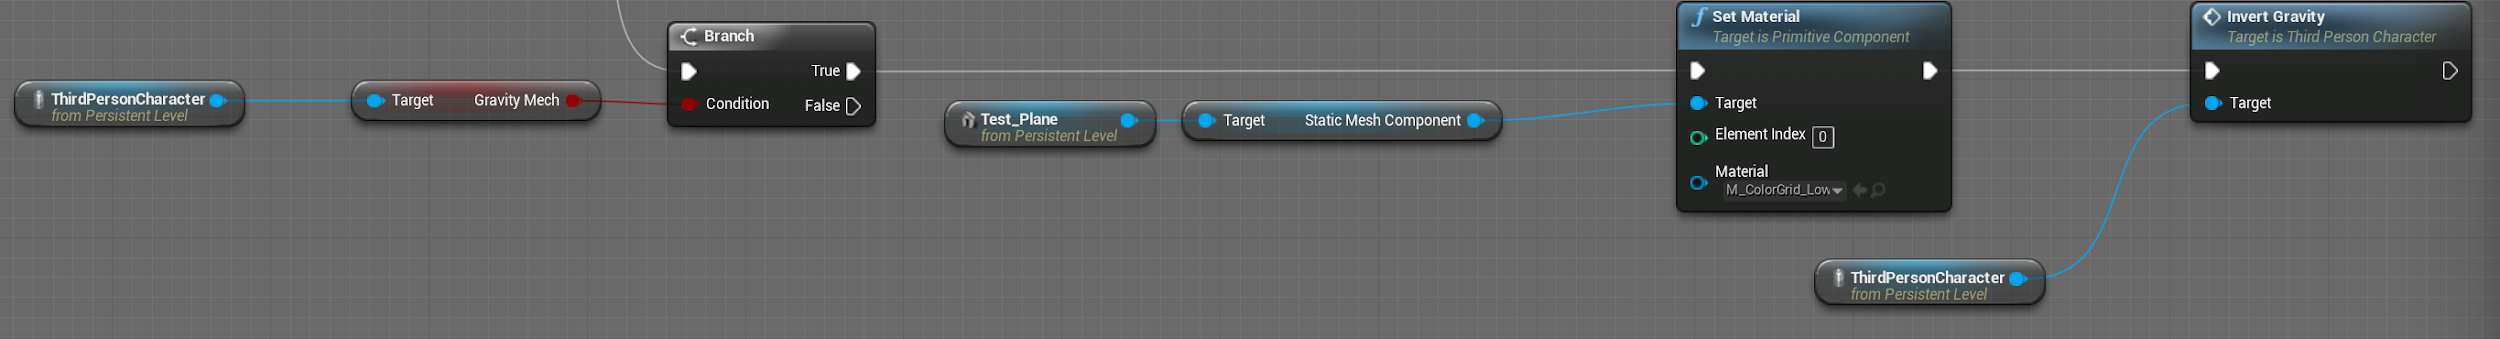 ThirdPersonCharacter
from Persistent Level
Target
Gravity Mech
Branch
True
Condition
False
Test_Plane
from Persistent Level
Target
Static Mesh Component
Set Material
Target is Primitive Component
Target
Element Index 0
Material
M_ColorGrid_Low
ThirdPersonCharacter
from Persistent Level
Invert Gravity
Target is Third Person Character
Target